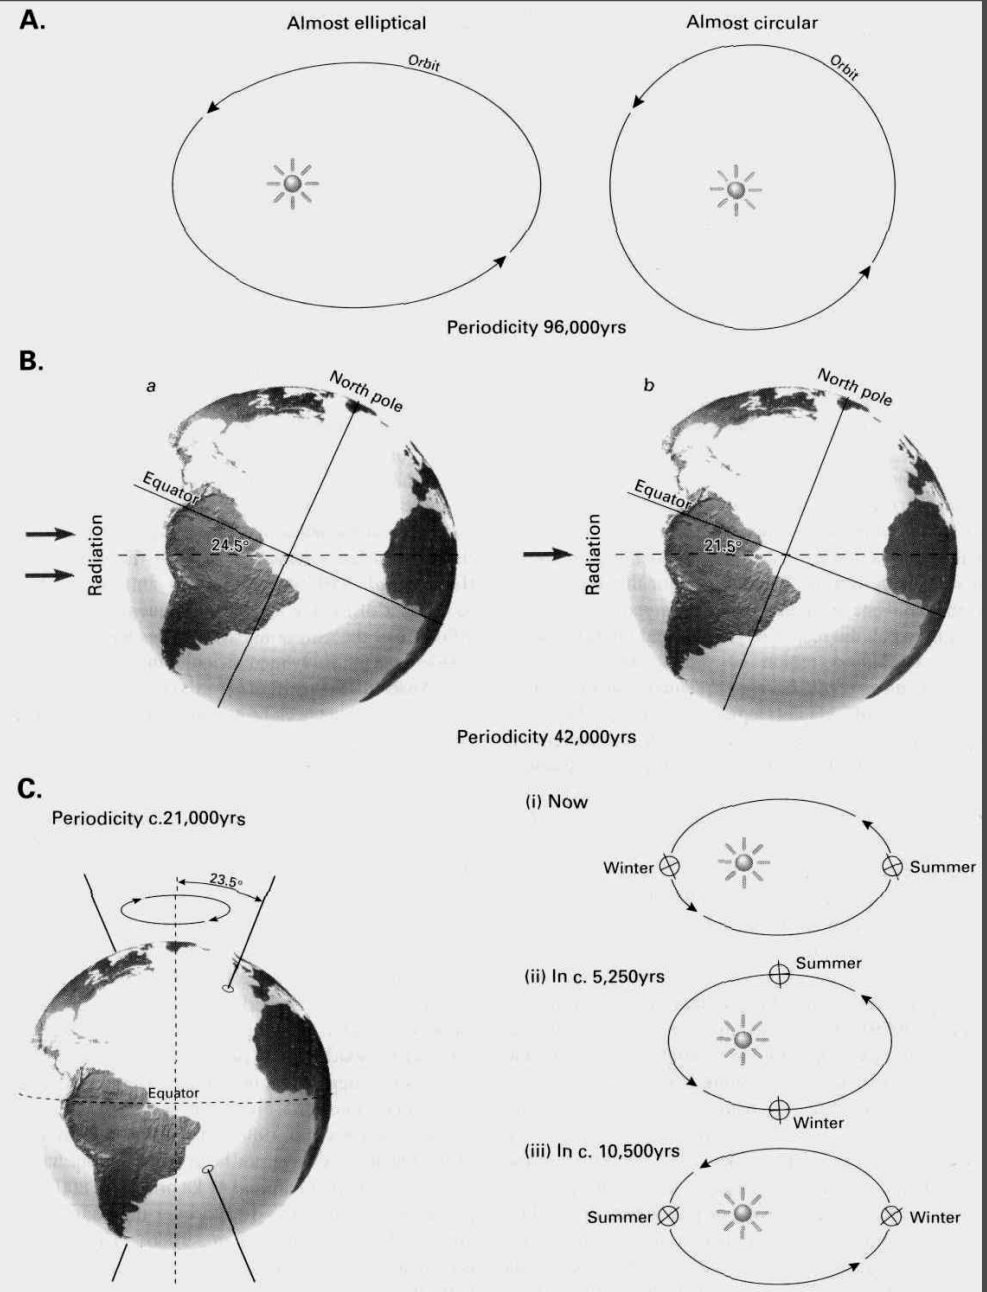 A.
Almost elliptical
Almost circular
Orbit
Orbit
Periodicity 96,000yrs
B.
a
North pole
Equator
24.5°
Radiation
b
North pole
Equator
21.5°
Radiation
Periodicity 42,000yrs
C.
Periodicity c.21,000yrs
23.5°
Equator
(i) Now
Winter
Summer
(ii) In c. 5,250yrs
Summer
Winter
(iii) In c. 10,500yrs
Summer
Winter